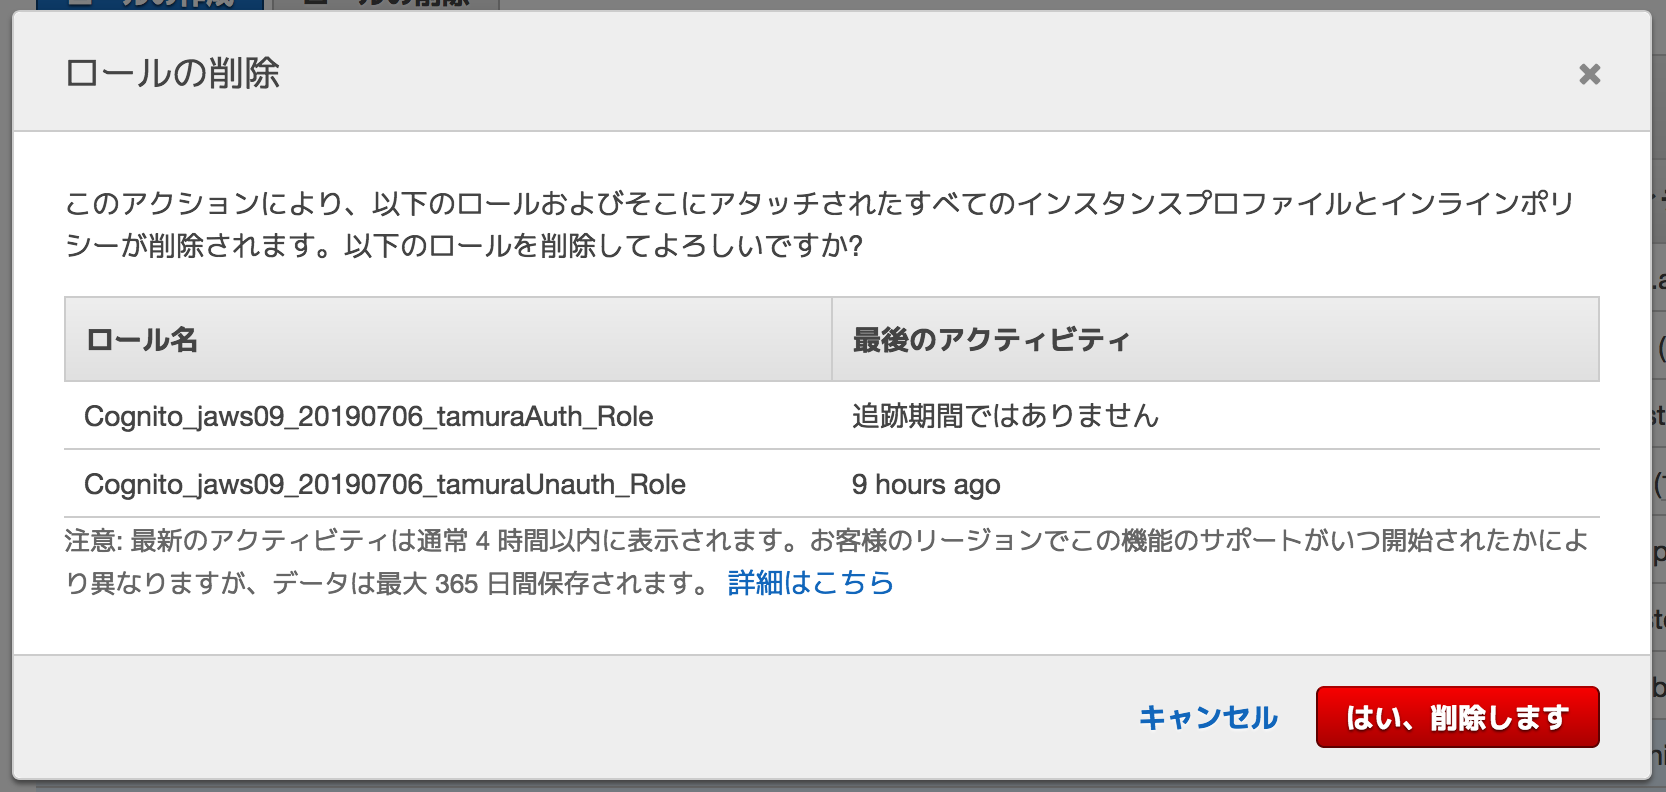 ロールの削除
このアクションにより、以下のロールおよびそこにアタッチされたすべてのインスタンスプロファイルとインラインポリ
シーが削除されます。以下のロールを削除してよろしいですか?
ロール名 最後のアクティビティ
Cognito_jaws09_20190706_tamuraAuth_Role 追跡期間ではありません
Cognito_jaws09_20190706_tamuraUnauth_Role 9 hours ago
注意: 最新のアクティビティは通常 4 時間以内に表示されます。お客様のリージョンでこの機能のサポートがいつ開始されたかによ
り異なりますが、データは最大 365 日間保存されます。 詳細はこちら
キャンセル はい、削除します